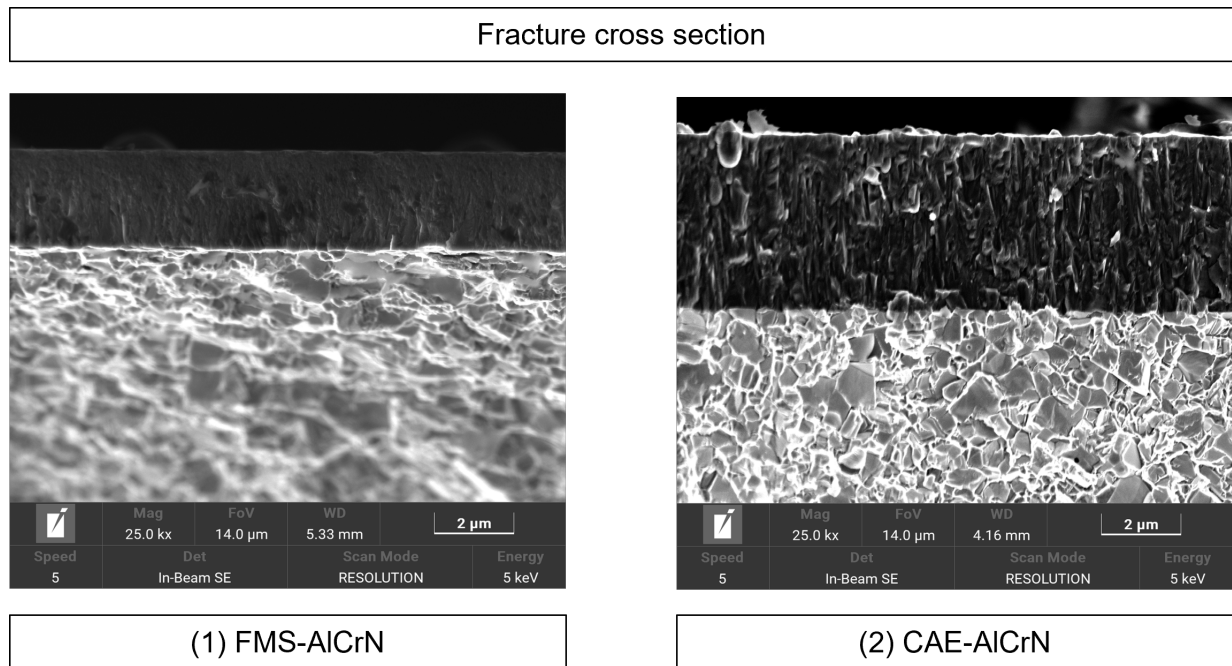 Fracture cross section
Mag FoV WD
25.0 kx 14.0 µm 5.33 mm 2 µm
Speed Det Scan Mode Energy
5 In-Beam SE RESOLUTION 5 keV
Mag FoV WD
25.0 kx 14.0 µm 4.16 mm 2 µm
Speed Det Scan Mode Energy
5 In-Beam SE RESOLUTION 5 keV
(1) FMS-AlCrN
(2) CAE-AlCrN